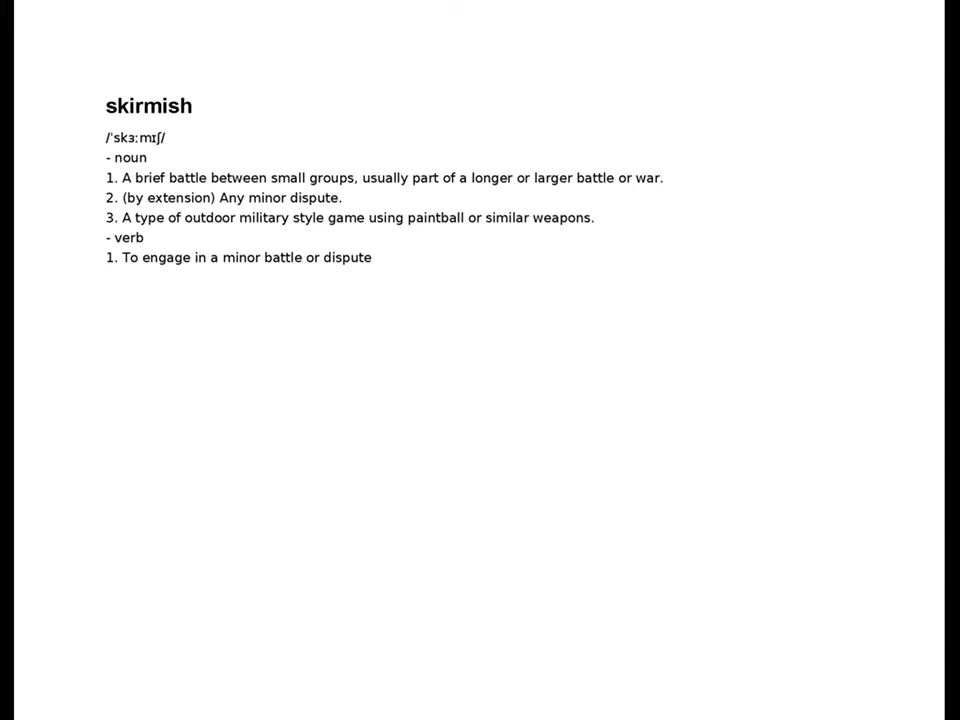 skirmish
/ˈskɜːmɪʃ/
- noun
1. A brief battle between small groups, usually part of a longer or larger battle or war.
2. (by extension) Any minor dispute.
3. A type of outdoor military style game using paintball or similar weapons.
- verb
1. To engage in a minor battle or dispute